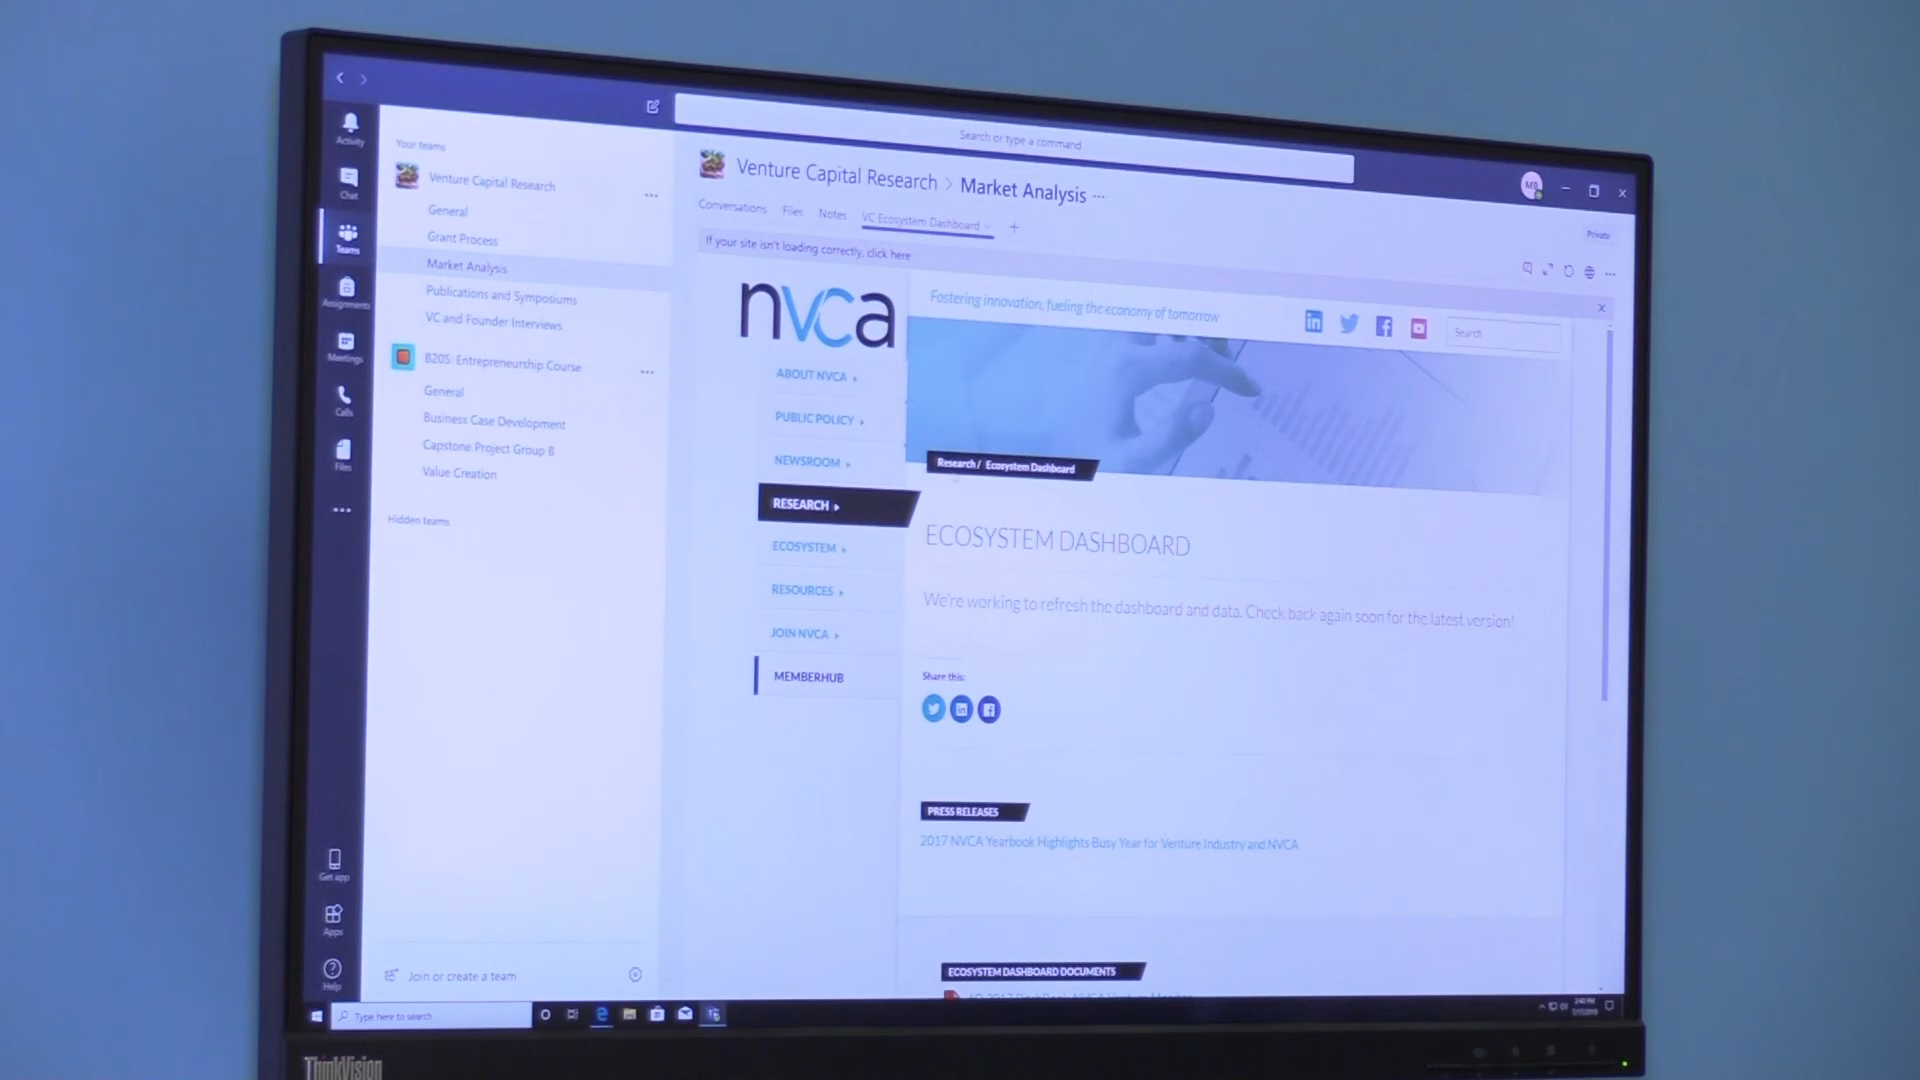 Search or type a command
Activity
Chat
Teams
Assignments
Meetings
Calls
Files
Get app
Apps
Help
Your teams
Venture Capital Research
General
Grant Process
Market Analysis
Publications and Symposiums
VC and Founder Interviews
B205: Entrepreneurship Course
General
Business Case Development
Capstone Project Group B
Value Creation
Hidden teams
Join or create a team
Venture Capital Research > Market Analysis
MB
Conversations Files Notes VC Ecosystem Dashboard
Private
If your site isn't loading correctly, click here
nvca
Fostering innovation, fueling the economy of tomorrow
Search
ABOUT NVCA
PUBLIC POLICY
NEWSROOM
RESEARCH
ECOSYSTEM
RESOURCES
JOIN NVCA
MEMBERHUB
Research / Ecosystem Dashboard
ECOSYSTEM DASHBOARD
We're working to refresh the dashboard and data. Check back again soon for the latest version!
Share this:
PRESS RELEASES
2017 NVCA Yearbook Highlights Busy Year for Venture Industry and NVCA
ECOSYSTEM DASHBOARD DOCUMENTS
Type here to search
ThinkVision